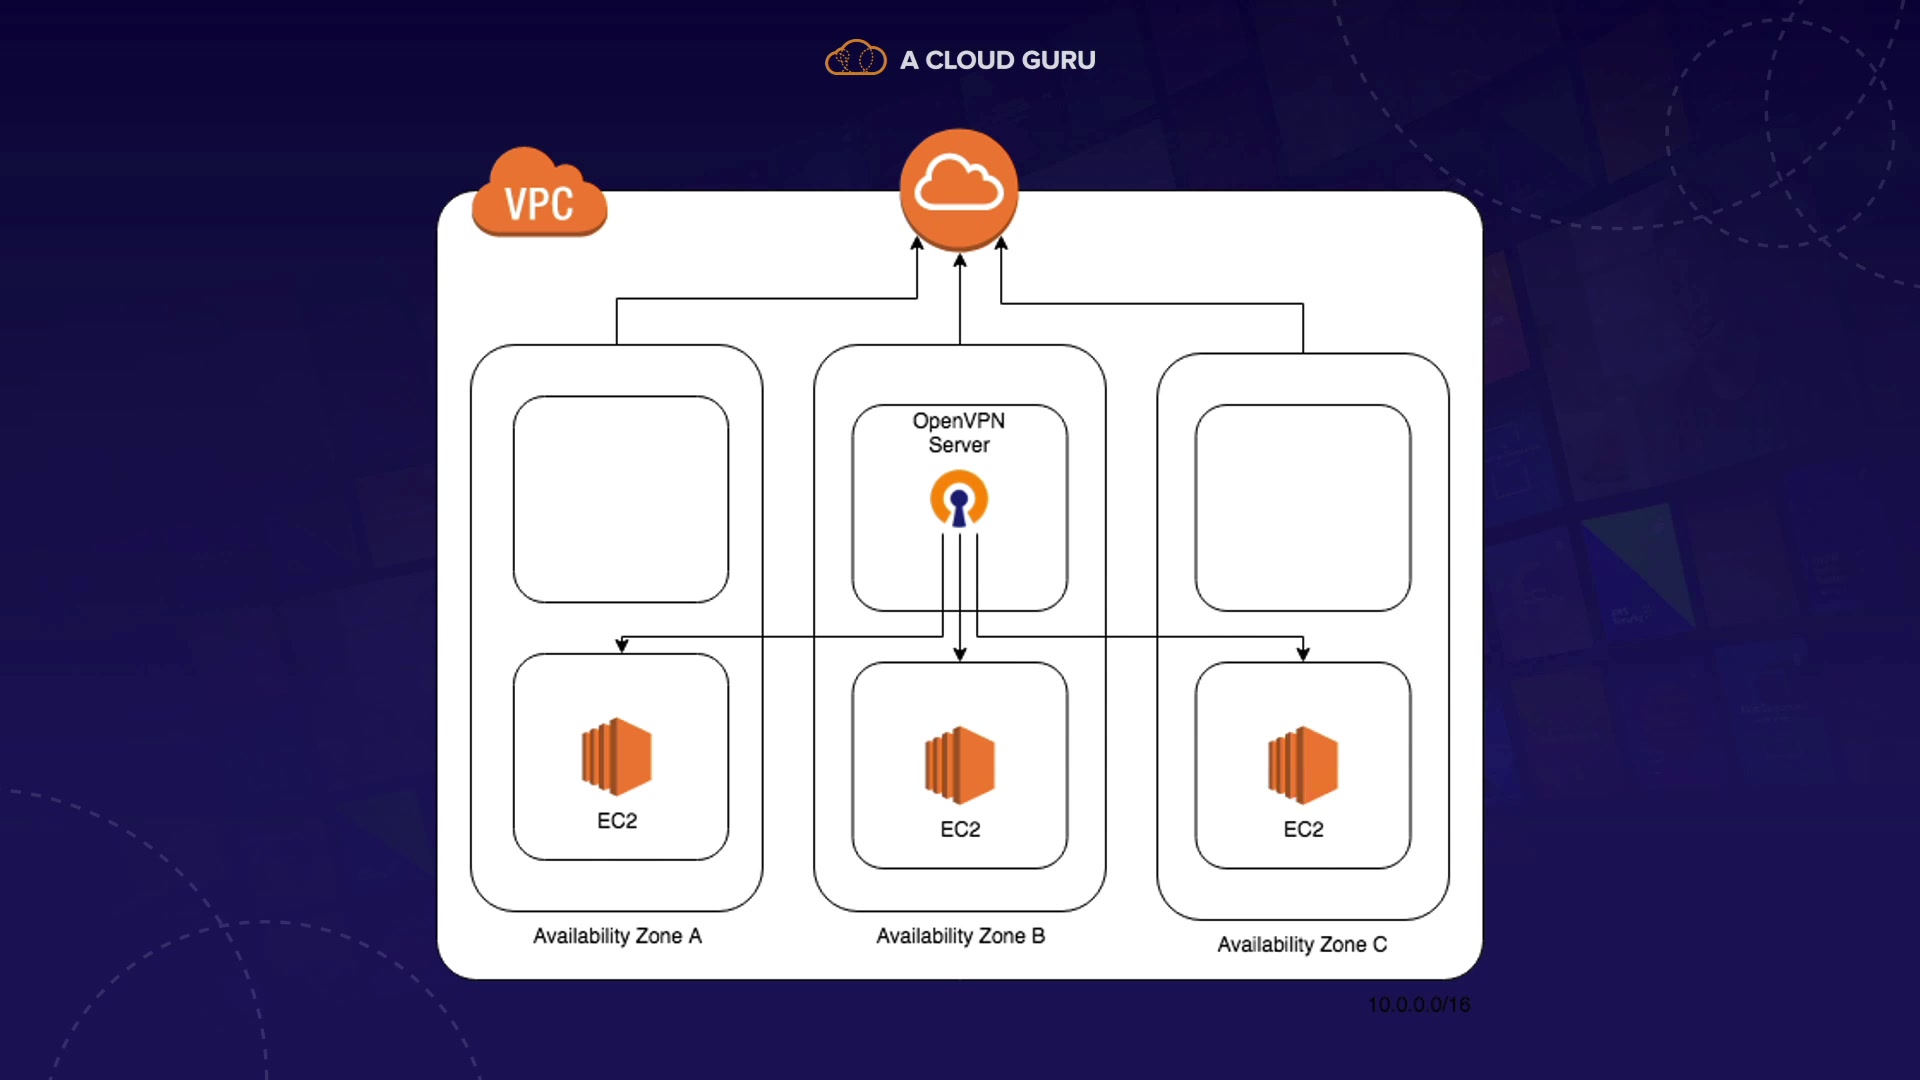 A CLOUD GURU
VPC
OpenVPN
Server
EC2
EC2
EC2
Availability Zone A
Availability Zone B
Availability Zone C
10.0.0.0/16